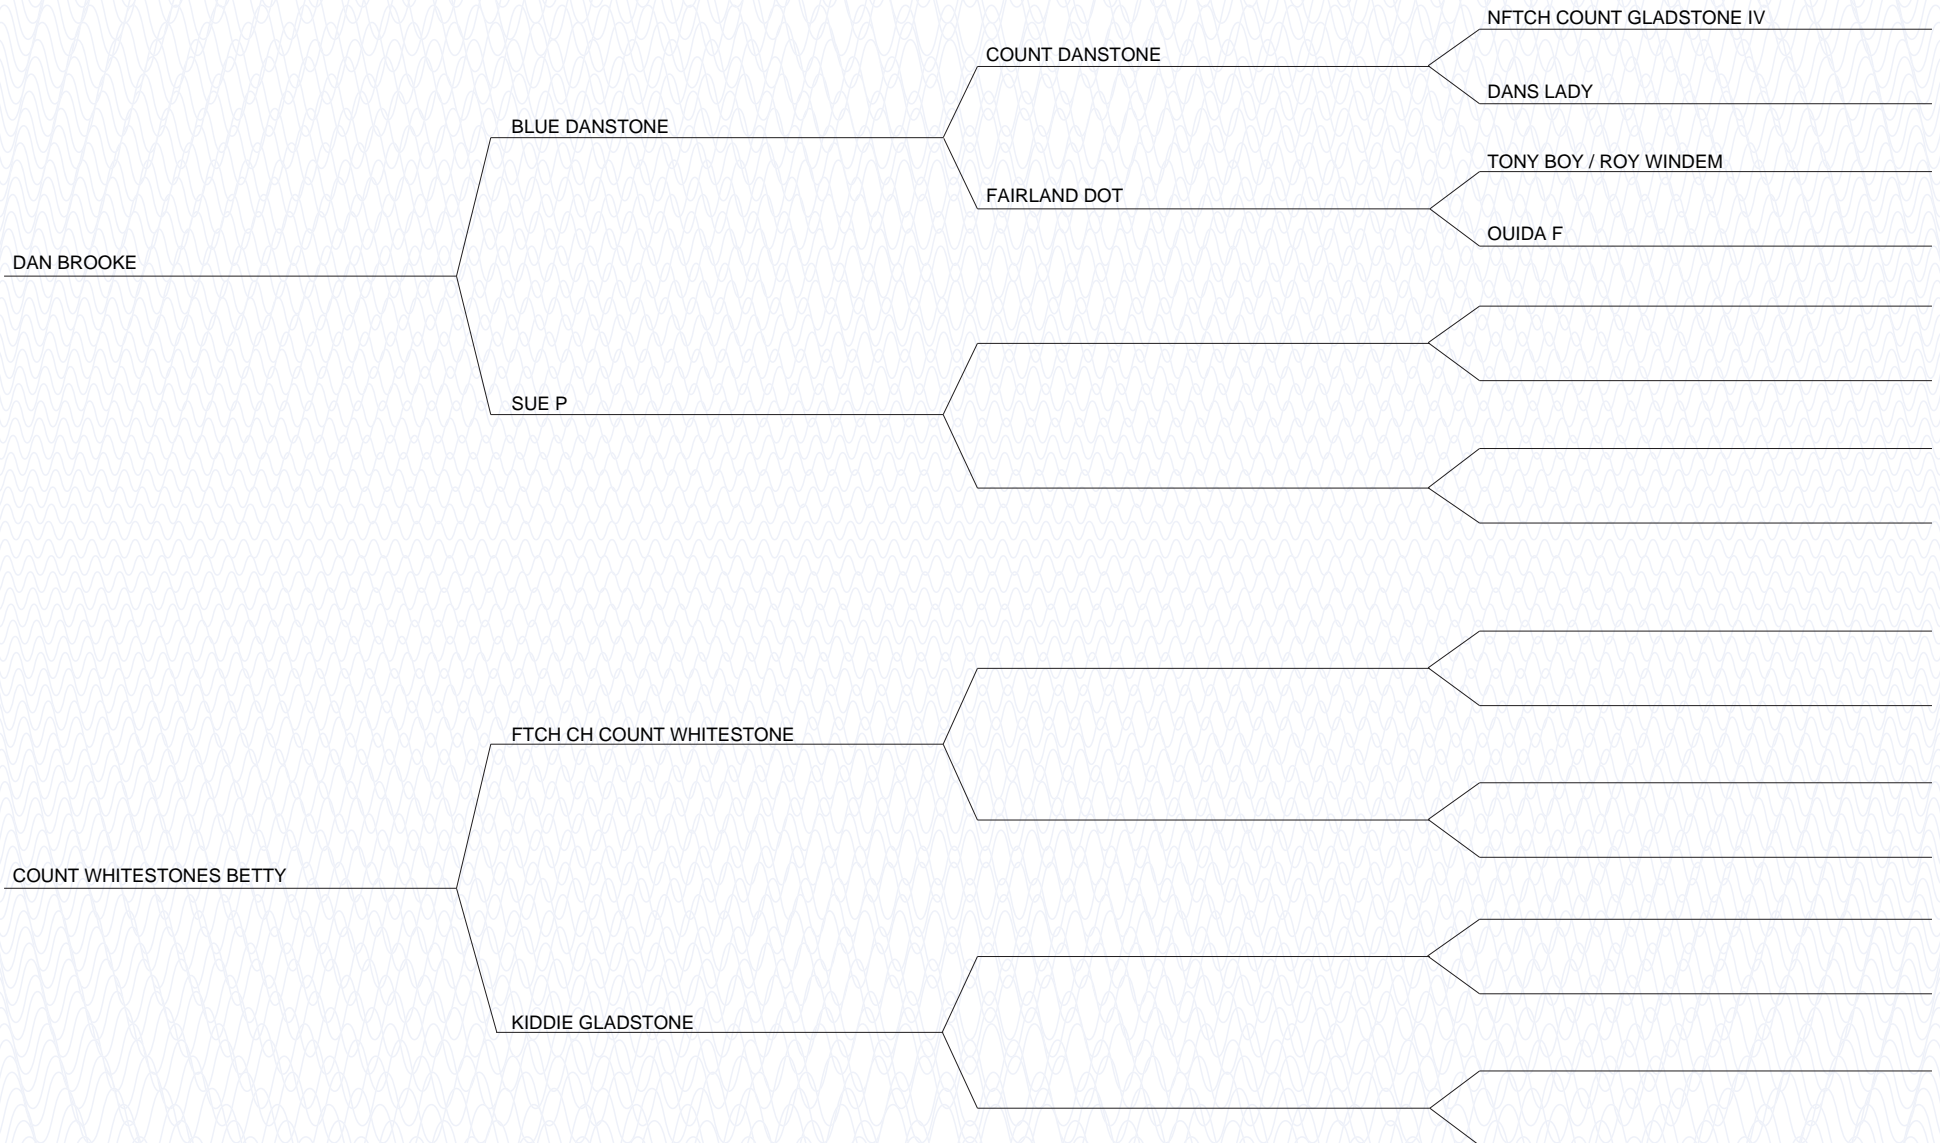 NFTCH COUNT GLADSTONE IV
COUNT DANSTONE
DANS LADY
BLUE DANSTONE
TONY BOY / ROY WINDEM
FAIRLAND DOT
OUIDA F
DAN BROOKE
SUE P
FTCH CH COUNT WHITESTONE
COUNT WHITESTONES BETTY
KIDDIE GLADSTONE